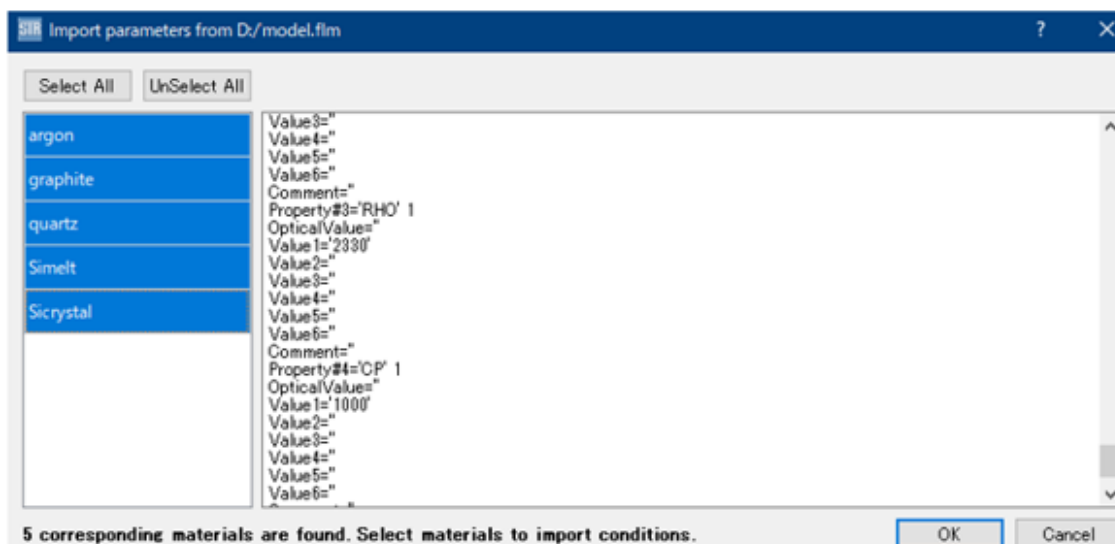 STR Import parameters from D:/model.flm ? ×
Select All UnSelect All
argon
graphite
quartz
Simelt
Sicrystal
Value3=''
Value4=''
Value5=''
Value6=''
Comment=''
Property#3='RHO' 1
OpticalValue=''
Value1='2330'
Value2=''
Value3=''
Value4=''
Value5=''
Value6=''
Comment=''
Property#4='CP' 1
OpticalValue=''
Value1='1000'
Value2=''
Value3=''
Value4=''
Value5=''
Value6=''
5 corresponding materials are found. Select materials to import conditions.
OK Cancel